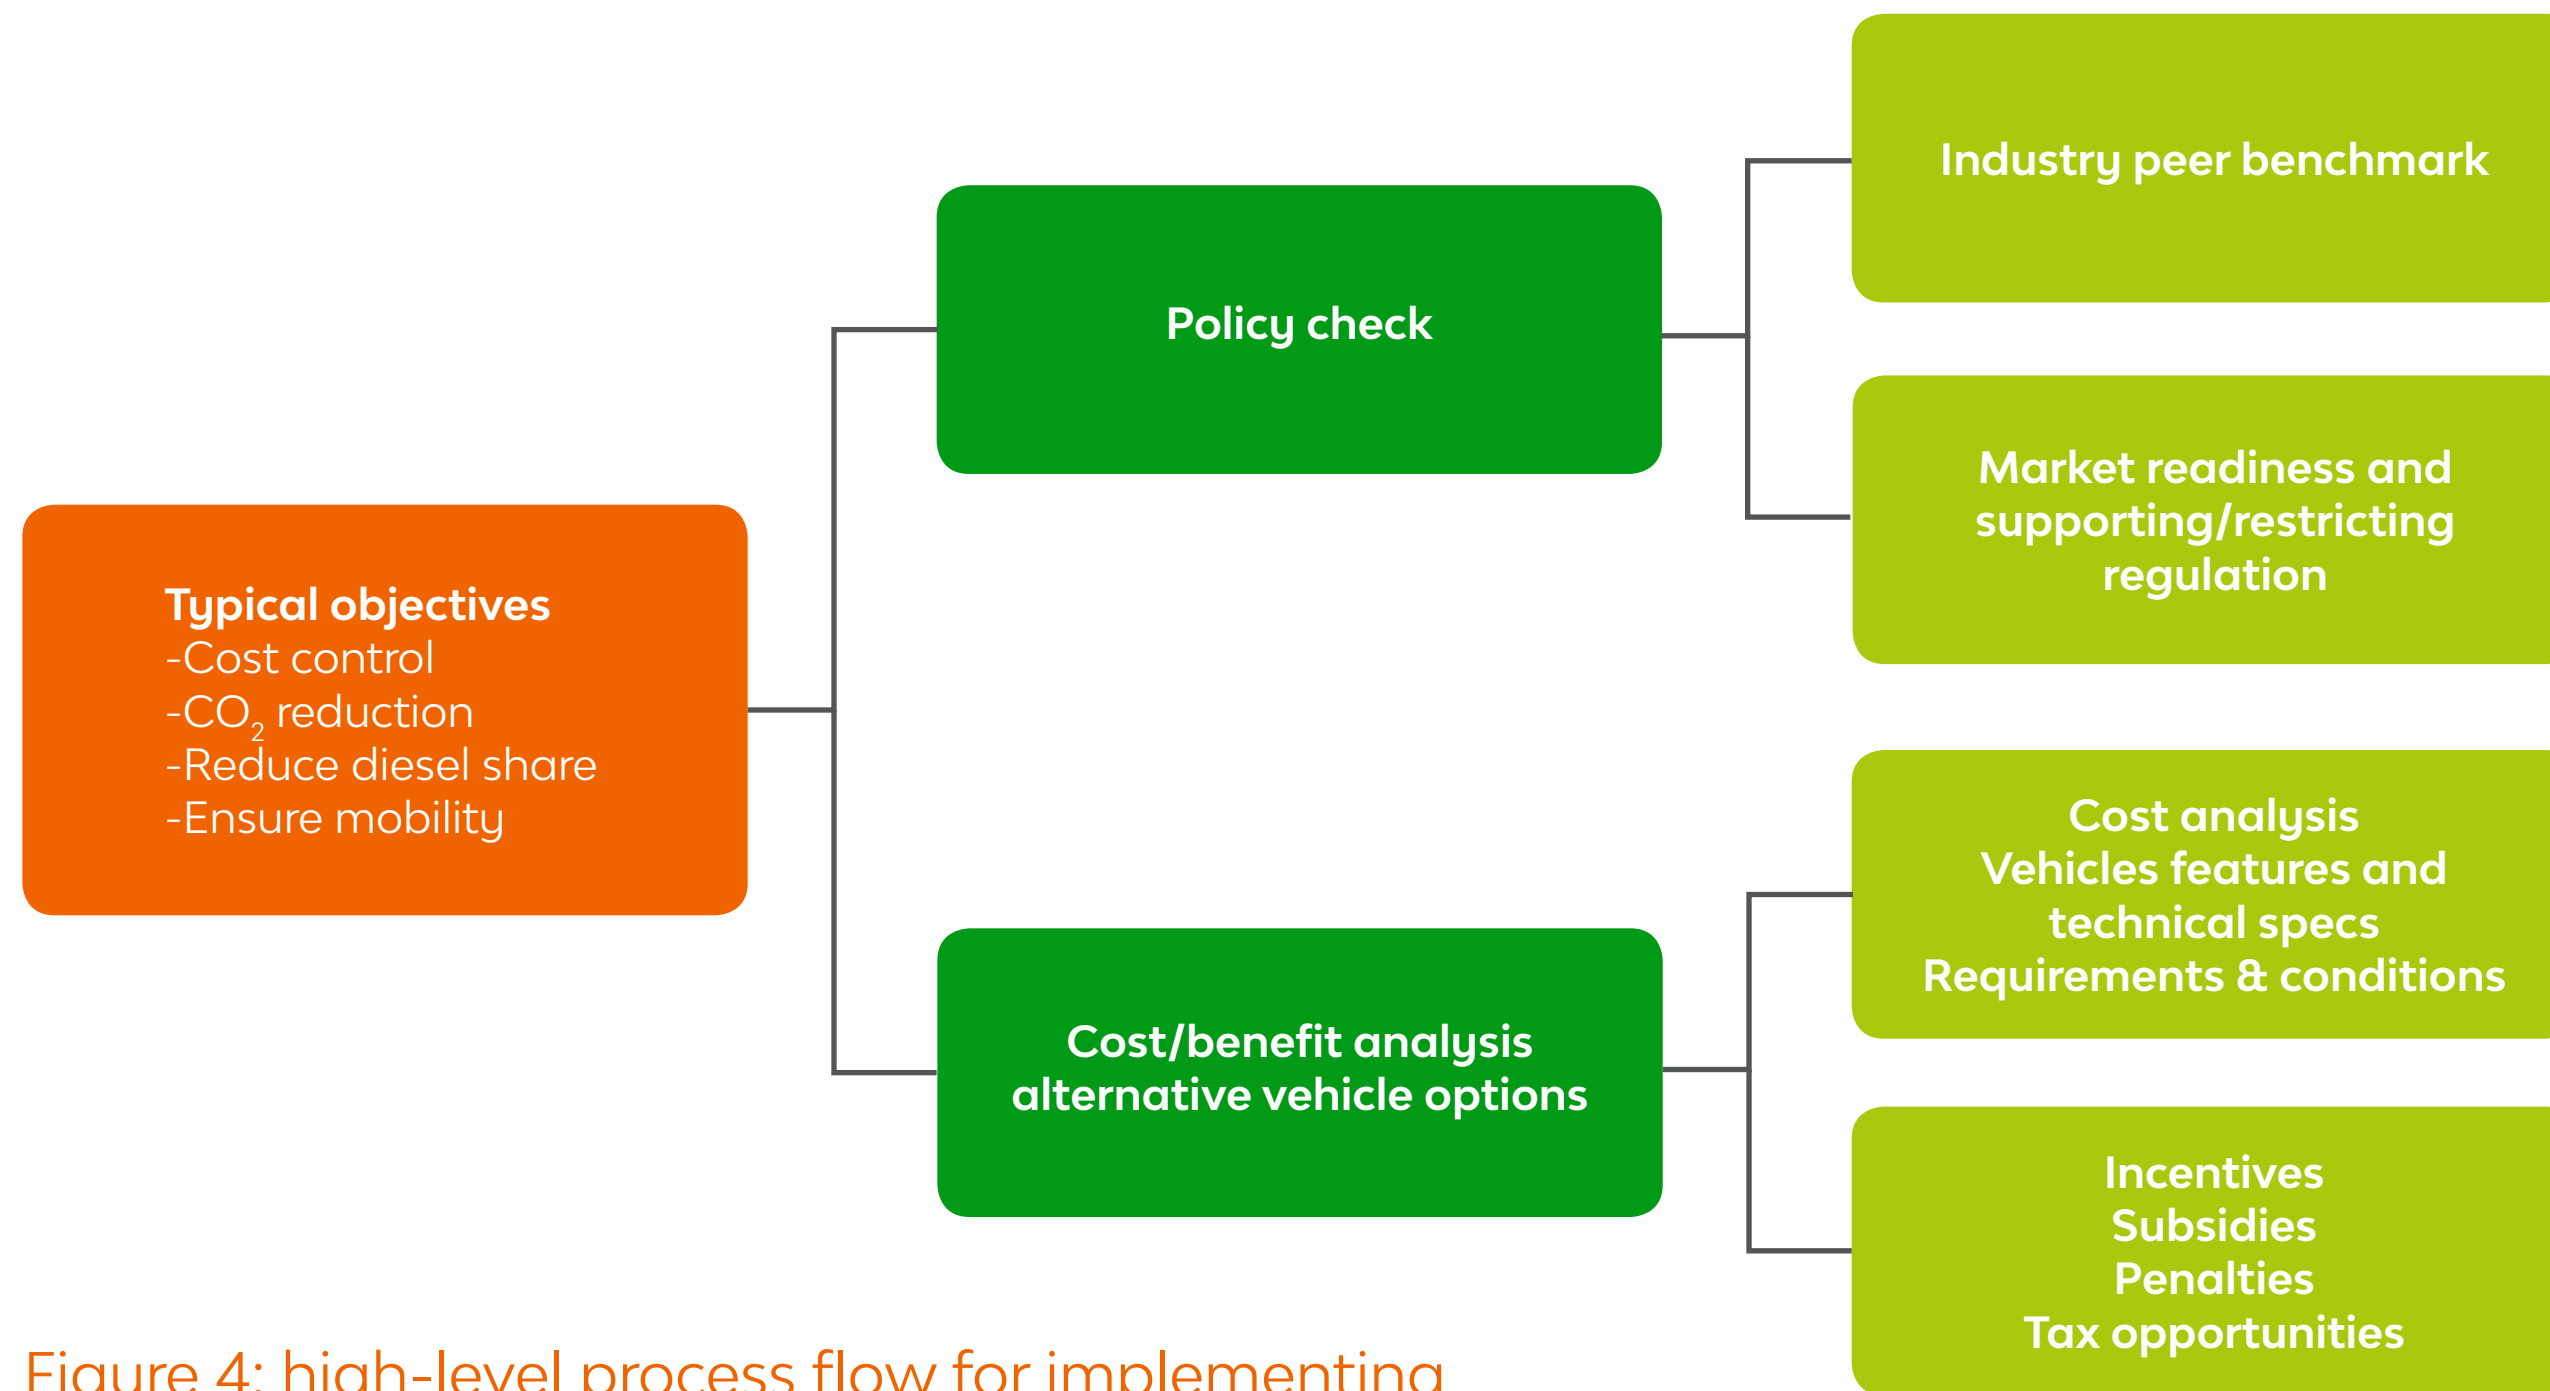 Industry peer benchmark
Policy check
Market readiness and
supporting/restricting
regulation
Typical objectives
-Cost control
-CO₂ reduction
-Reduce diesel share
-Ensure mobility
Cost analysis
Vehicles features and
technical specs
Requirements & conditions
Cost/benefit analysis
alternative vehicle options
Incentives
Subsidies
Penalties
Tax opportunities
Figure 4: high-level process flow for implementing